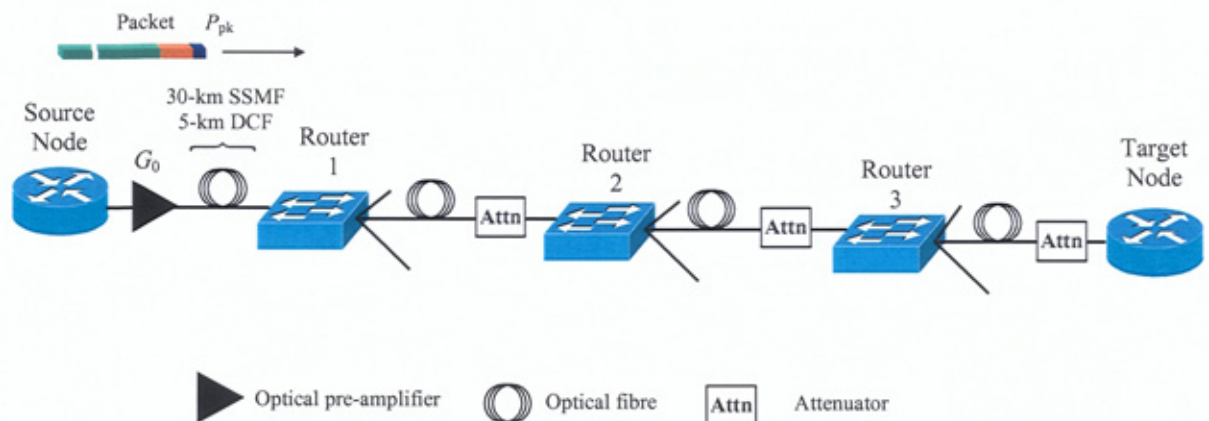 Packet P_pk
30-km SSMF
5-km DCF
Source
Node
G_0
Router
1
Router
2
Router
3
Target
Node
Attn
Attn
Attn
Optical pre-amplifier
Optical fibre
Attn
Attenuator